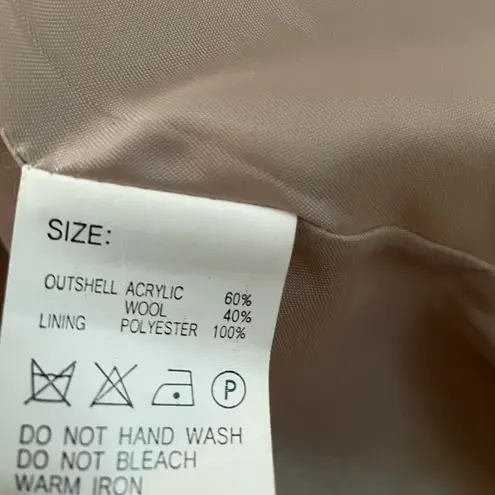 SIZE:
OUTSHELL ACRYLIC 60%
WOOL 40%
LINING POLYESTER 100%
P
DO NOT HAND WASH
DO NOT BLEACH
WARM IRON